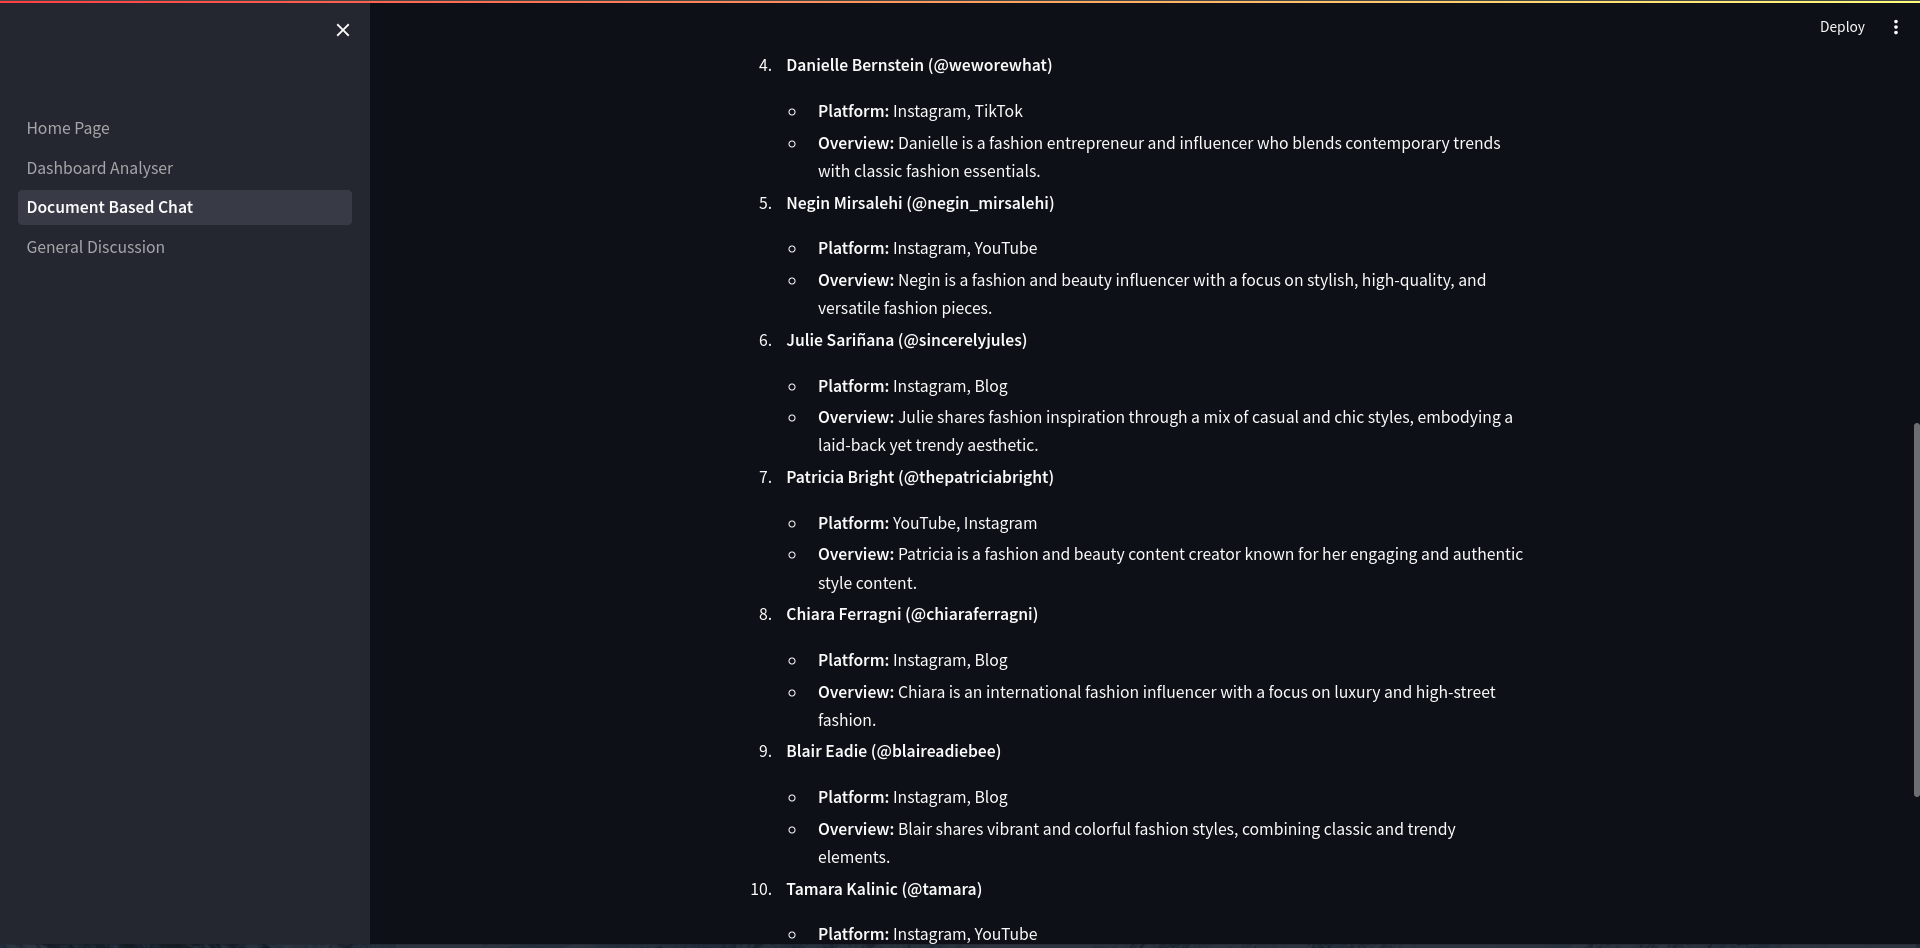 Deploy
Home Page
Dashboard Analyser
Document Based Chat
General Discussion
4. Danielle Bernstein (@weworewhat)
Platform: Instagram, TikTok
Overview: Danielle is a fashion entrepreneur and influencer who blends contemporary trends
with classic fashion essentials.
5. Negin Mirsalehi (@negin_mirsalehi)
Platform: Instagram, YouTube
Overview: Negin is a fashion and beauty influencer with a focus on stylish, high-quality, and
versatile fashion pieces.
6. Julie Sariñana (@sincerelyjules)
Platform: Instagram, Blog
Overview: Julie shares fashion inspiration through a mix of casual and chic styles, embodying a
laid-back yet trendy aesthetic.
7. Patricia Bright (@thepatriciabright)
Platform: YouTube, Instagram
Overview: Patricia is a fashion and beauty content creator known for her engaging and authentic
style content.
8. Chiara Ferragni (@chiaraferragni)
Platform: Instagram, Blog
Overview: Chiara is an international fashion influencer with a focus on luxury and high-street
fashion.
9. Blair Eadie (@blaireadiebee)
Platform: Instagram, Blog
Overview: Blair shares vibrant and colorful fashion styles, combining classic and trendy
elements.
10. Tamara Kalinic (@tamara)
Platform: Instagram, YouTube